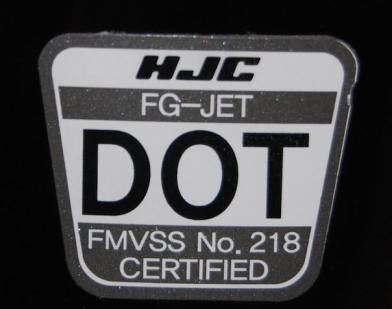 HJC
FG-JET
DOT
FMVSS No. 218
CERTIFIED